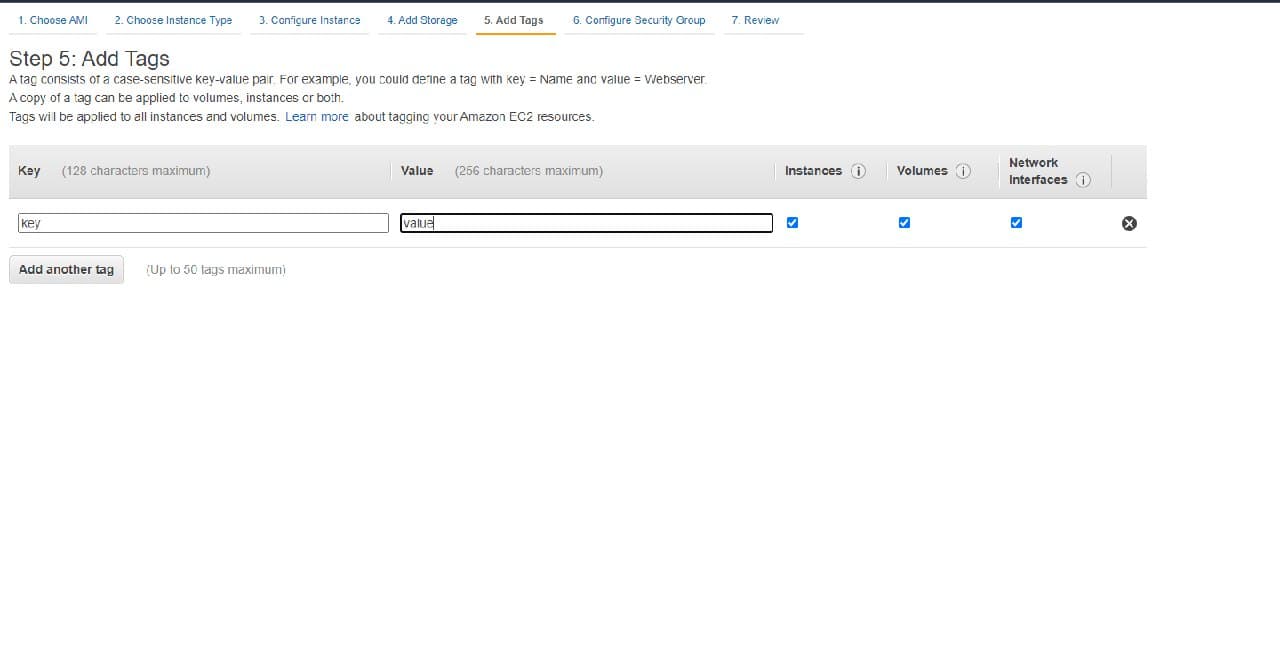 1. Choose AMI 2. Choose Instance Type 3. Configure Instance 4. Add Storage 5. Add Tags 6. Configure Security Group 7. Review
Step 5: Add Tags
A tag consists of a case-sensitive key-value pair. For example, you could define a tag with key = Name and value = Webserver.
A copy of a tag can be applied to volumes, instances or both.
Tags will be applied to all instances and volumes. Learn more about tagging your Amazon EC2 resources.
Key (128 characters maximum) Value (256 characters maximum) Instances i Volumes i Network
Interfaces i
key value
Add another tag (Up to 50 tags maximum)